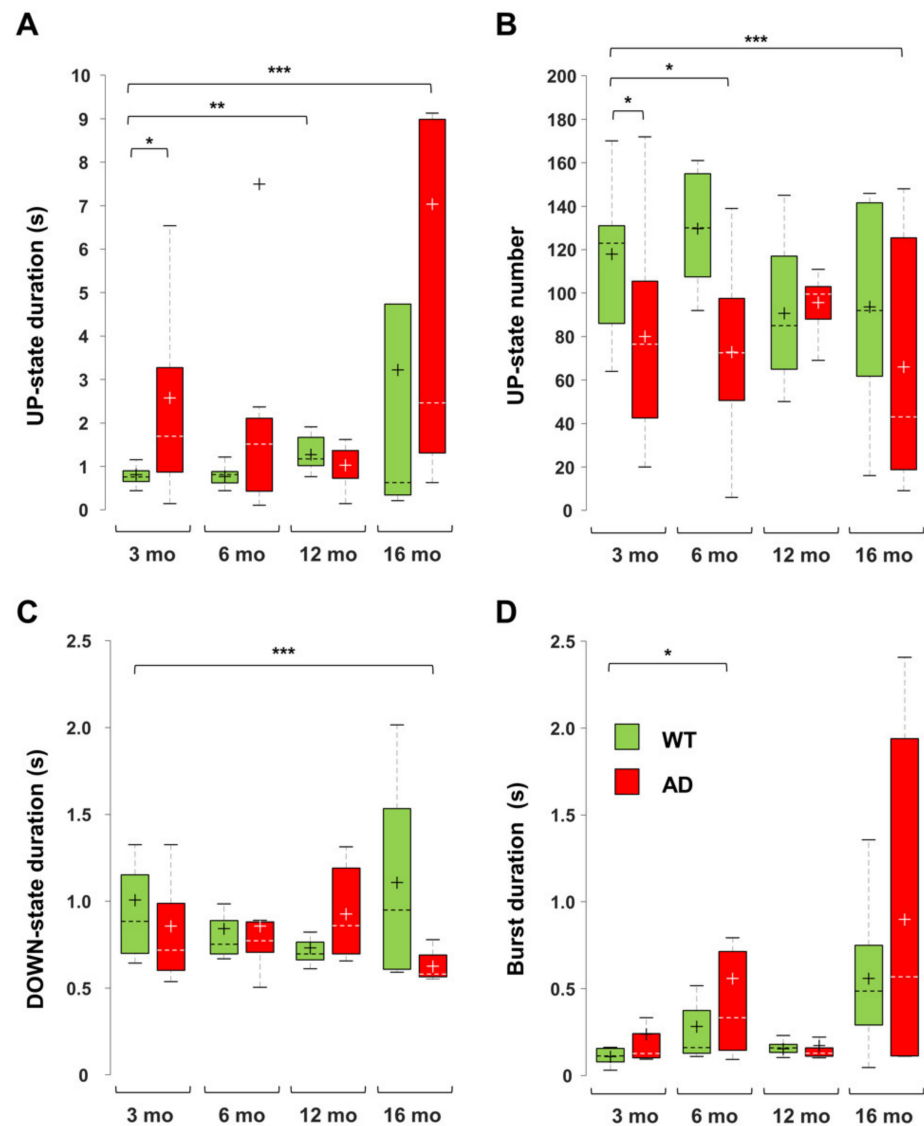 A
UP-state duration (s)
10
9
8
7
6
5
4
3
2
1
0
***
**
*
3 mo
6 mo
12 mo
16 mo
B
UP-state number
200
180
160
140
120
100
80
60
40
20
0
***
*
*
3 mo
6 mo
12 mo
16 mo
C
DOWN-state duration (s)
2.5
2.0
1.5
1.0
0.5
0
***
3 mo
6 mo
12 mo
16 mo
D
Burst duration (s)
2.5
2.0
1.5
1.0
0.5
0
*
WT
AD
3 mo
6 mo
12 mo
16 mo